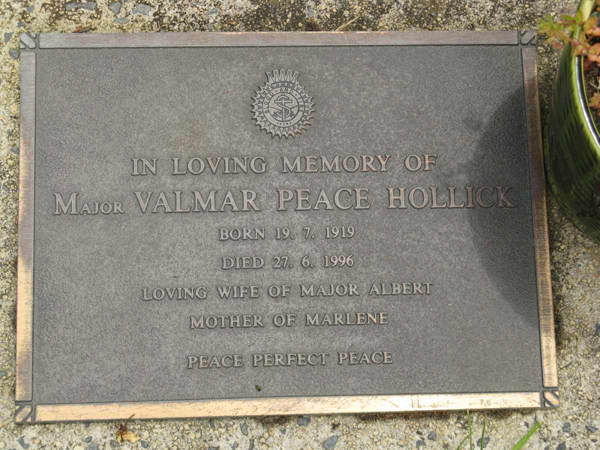 IN LOVING MEMORY OF
MAJOR VALMAR PEACE HOLLICK
BORN 19. 7. 1919
DIED 27. 6. 1996
LOVING WIFE OF MAJOR ALBERT
MOTHER OF MARLENE
PEACE PERFECT PEACE